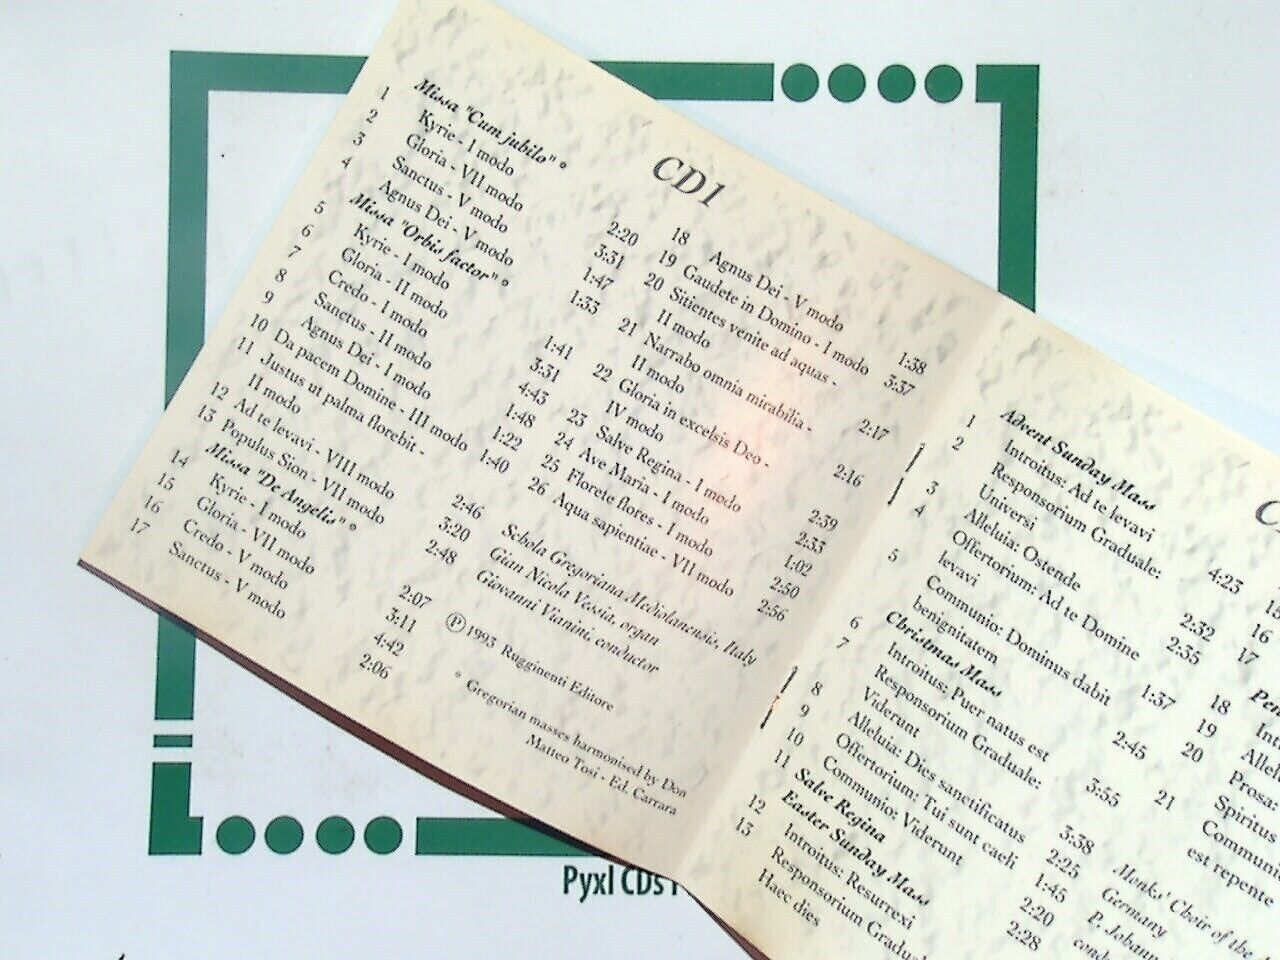 CD1
Missa "Cum jubilo" °
1 Kyrie - I modo 2:20
2 Gloria - VII modo 3:31
3 Sanctus - V modo 1:47
4 Agnus Dei - V modo 1:33
Missa "Orbis factor" °
5 Kyrie - I modo 1:41
6 Gloria - II modo 3:31
7 Credo - I modo 4:43
8 Sanctus - II modo 1:48
9 Agnus Dei - I modo 1:22
10 Da pacem Domine - III modo 1:40
11 Justus ut palma florebit -
II modo 2:46
12 Ad te levavi - VIII modo 3:20
13 Populus Sion - VII modo 2:48
Missa "De Angelis" °
14 Kyrie - I modo 2:07
15 Gloria - VII modo 3:11
16 Credo - V modo 4:42
17 Sanctus - V modo 2:06
18 Agnus Dei - V modo 1:38
19 Gaudete in Domino - I modo 3:37
20 Sitientes venite ad aquas -
II modo 2:17
21 Narrabo omnia mirabilia -
II modo 2:16
22 Gloria in excelsis Deo -
IV modo 2:39
23 Salve Regina - I modo 2:33
24 Ave Maria - I modo 1:02
25 Florete flores - I modo 2:50
26 Aqua sapientiae - VII modo 2:56
Schola Gregoriana Mediolanensis, Italy
Gian Nicola Vessia, organ
Giovanni Vianini, conductor
℗ 1993 Rugginenti Editore
° Gregorian masses harmonised by Don
Matteo Tosi - Ed. Carrara
Advent Sunday Mass
1 Introitus: Ad te levavi 4:23
2 Responsorium Graduale:
Universi 2:32
3 Alleluia: Ostende 2:35
4 Offertorium: Ad te Domine
levavi 1:37
5 Communio: Dominus dabit
benignitatem 2:45
Christmas Mass
6 Introitus: Puer natus est 3:55
7 Responsorium Graduale:
Viderunt 3:38
8 Alleluia: Dies sanctificatus 2:25
9 Offertorium: Tui sunt caeli 1:45
10 Communio: Viderunt 2:20
11 Salve Regina 2:28
Easter Sunday Mass
12 Introitus: Resurrexi
13 Responsorium
Haec dies
16
17
18
19
20
Prosa:
Spiritus
21
est repente
Monks' Choir of the
Germany
P.
Pyxl CDs